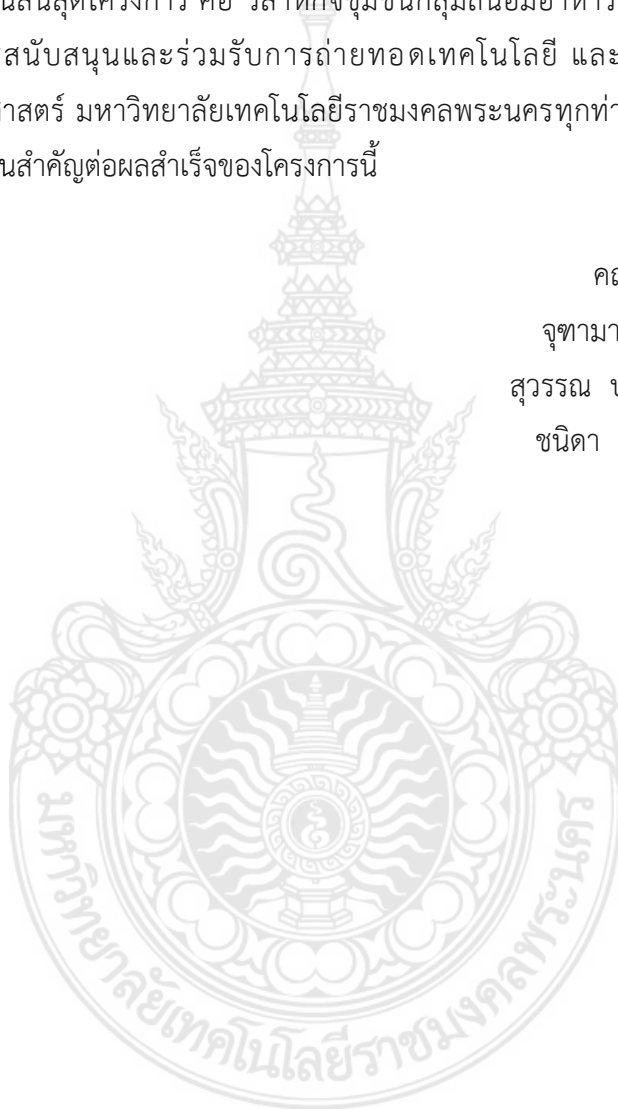 นสิ้นสุดโครงการ คือ วิสาหกิจชุมชนกลุ่มถนอมอาหาร
รสนับสนุนและร่วมรับการถ่ายทอดเทคโนโลยี และ
าสตร์ มหาวิทยาลัยเทคโนโลยีราชมงคลพระนครทุกท่า
นสำคัญต่อผลสำเร็จของโครงการนี้
คณ
จุฑามา
สุวรรณ
ชนิดา
มหาวิทยาลัยเทคโนโลยีราชมงคลพระนคร